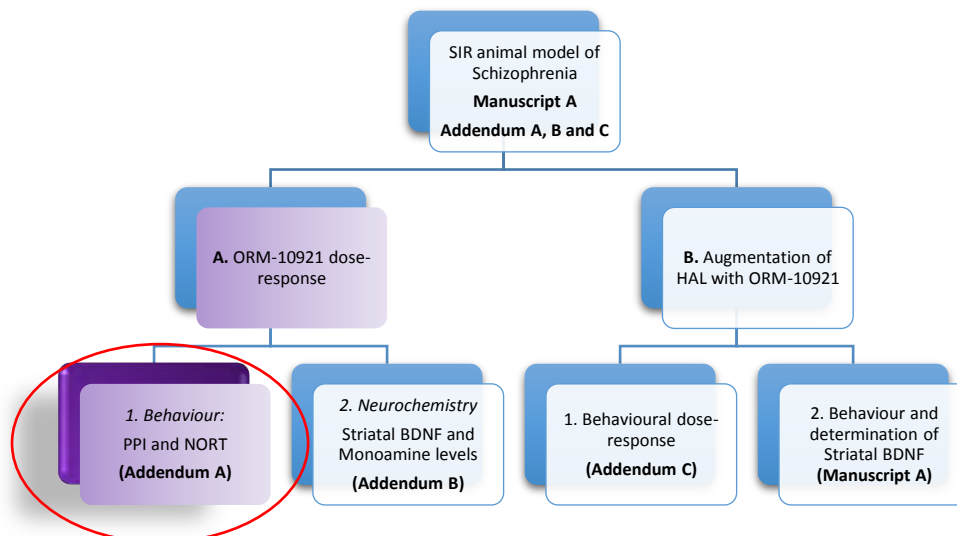 SIR animal model of
Schizophrenia
Manuscript A
Addendum A, B and C
A. ORM-10921 dose-
response
B. Augmentation of
HAL with ORM-10921
1. Behaviour:
PPI and NORT
(Addendum A)
2. Neurochemistry
Striatal BDNF and
Monoamine levels
(Addendum B)
1. Behavioural dose-
response
(Addendum C)
2. Behaviour and
determination of
Striatal BDNF
(Manuscript A)